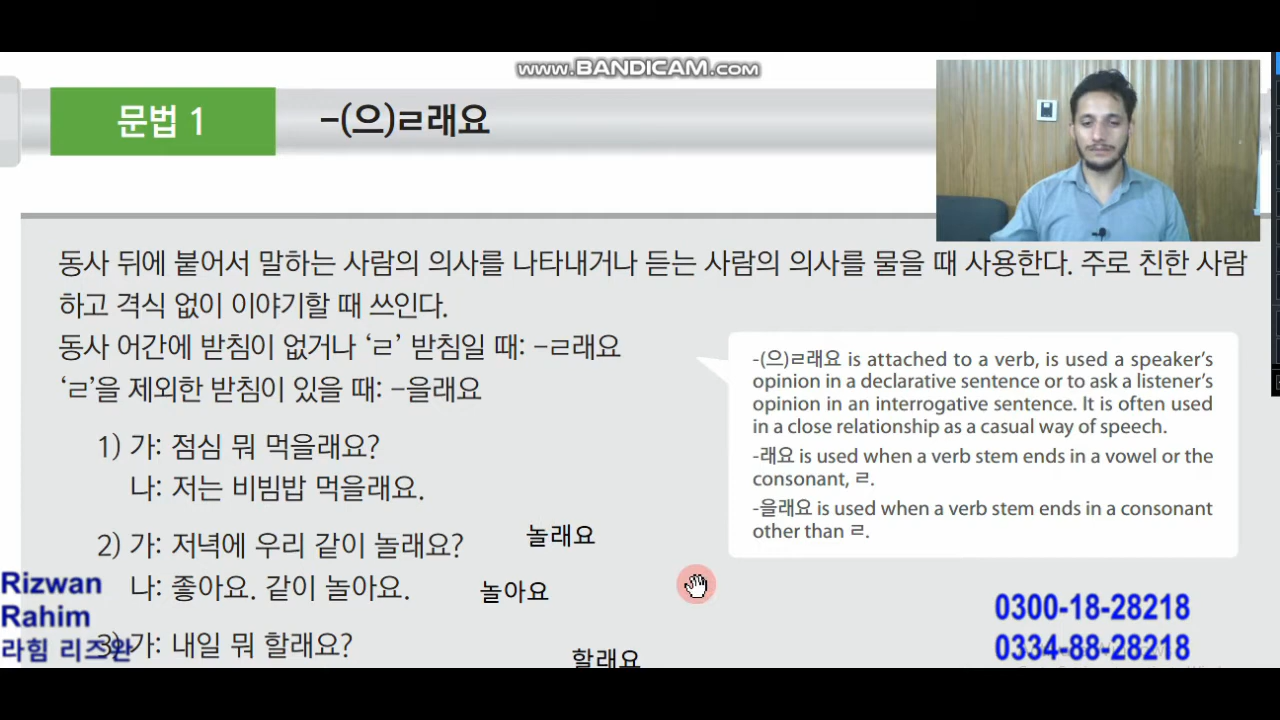 www.BANDICAM.com
문법 1
-(으)ㄹ래요
동사 뒤에 붙어서 말하는 사람의 의사를 나타내거나 듣는 사람의 의사를 물을 때 사용한다. 주로 친한 사람
하고 격식 없이 이야기할 때 쓰인다.
동사 어간에 받침이 없거나 ‘ㄹ’ 받침일 때: -ㄹ래요
‘ㄹ’을 제외한 받침이 있을 때: -을래요
-(으)ㄹ래요 is attached to a verb, is used a speaker’s
opinion in a declarative sentence or to ask a listener’s
opinion in an interrogative sentence. It is often used
in a close relationship as a casual way of speech.
-래요 is used when a verb stem ends in a vowel or the
consonant, ㄹ.
-을래요 is used when a verb stem ends in a consonant
other than ㄹ.
1) 가: 점심 뭐 먹을래요?
나: 저는 비빔밥 먹을래요.
2) 가: 저녁에 우리 같이 놀래요?
놀래요
나: 좋아요. 같이 놀아요.
놀아요
3) 가: 내일 뭐 할래요?
할래요
Rizwan
Rahim
라힘 리즈완
0300-18-28218
0334-88-28218